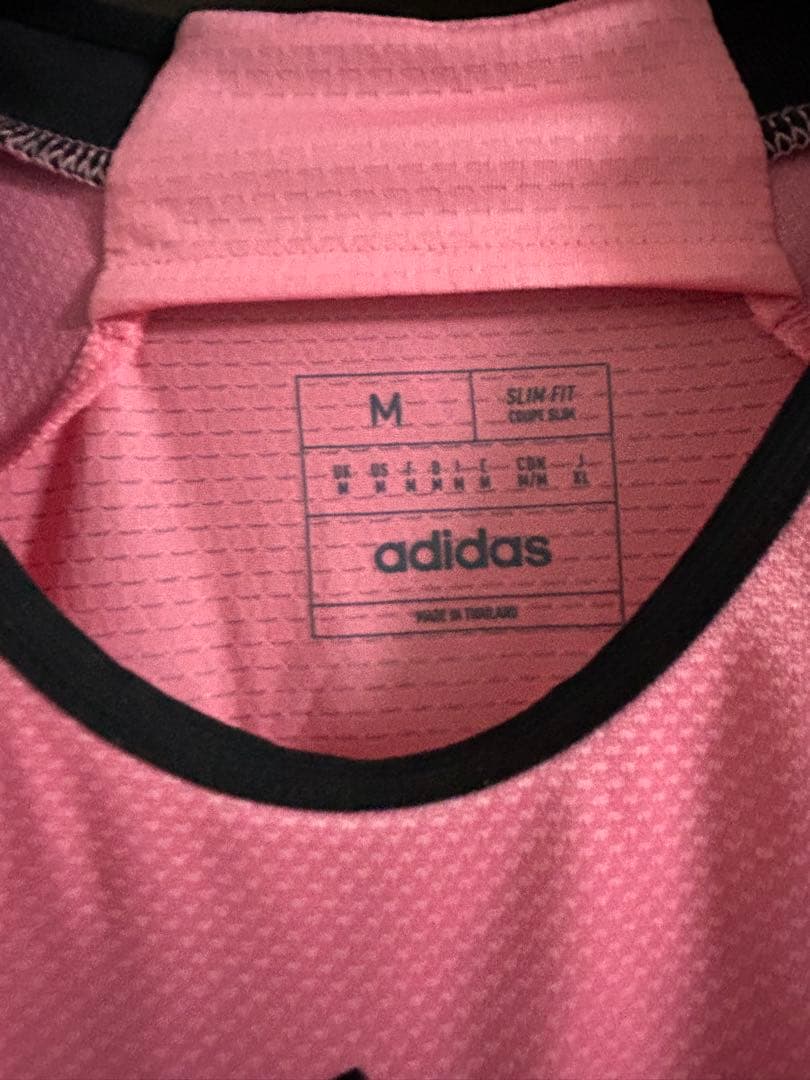 M
SLIM FIT
COUPE SLIM
UK US F D I E CDN J
M M M M M M M/M XL
adidas
MADE IN THAILAND